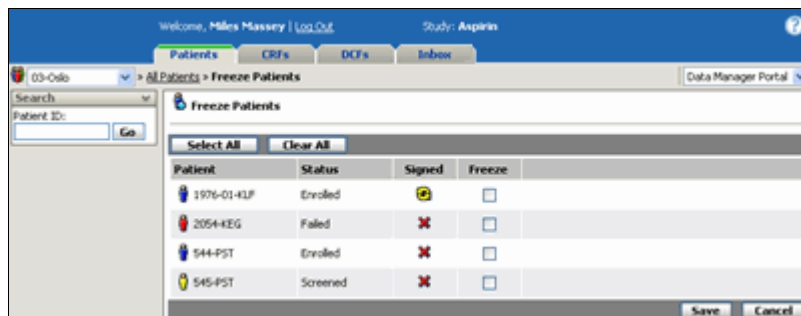 Welcome, Miles Massey | Log Out Study: Aspirin ?
Patients CRFs DCFs Inbox
03-Oslo » All Patients » Freeze Patients Data Manager Portal
Search
Patient ID:
Go
Freeze Patients
Select All Clear All
Patient Status Signed Freeze
1976-01-KLF Enrolled
2054-KEG Failed
544-PST Enrolled
545-PST Screened
Save Cancel